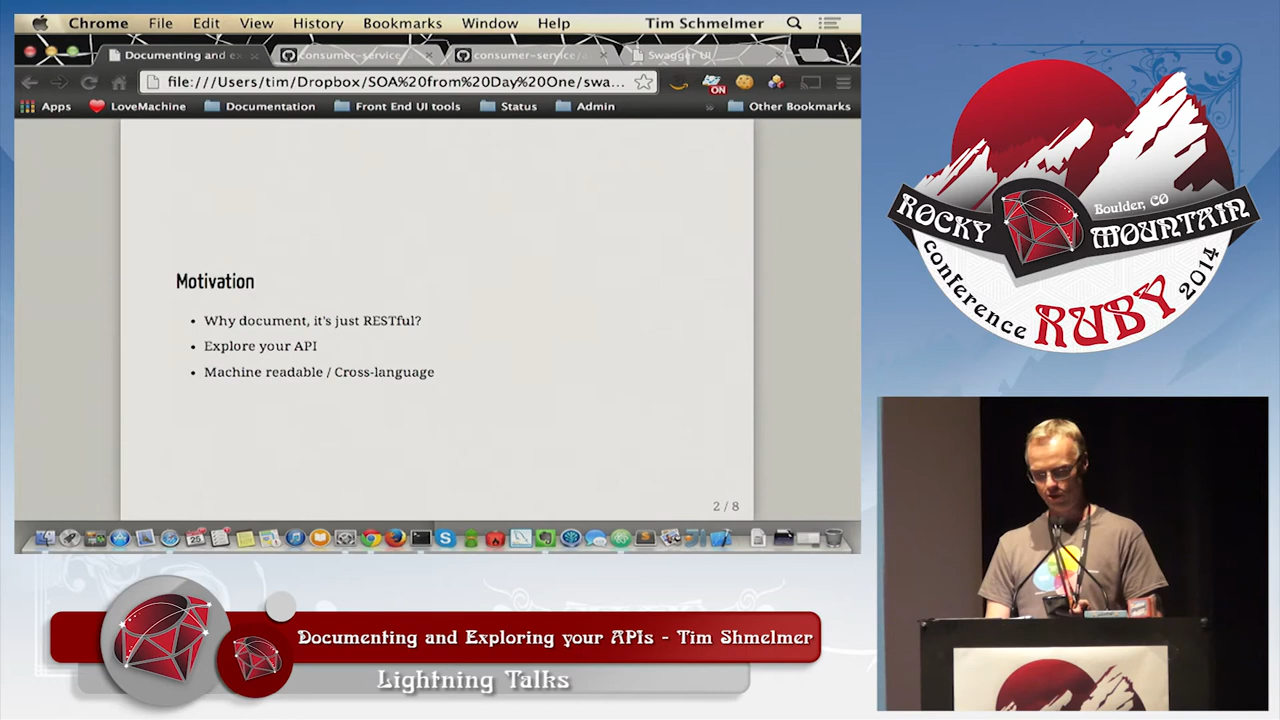 Chrome File Edit View History Bookmarks Window Help Tim Schmelmer
Documenting and ex consumer-service consumer-service/a Swagger UI
file:///Users/tim/Dropbox/SOA%20from%20Day%20One/swa...
ON
Apps LoveMachine Documentation Front End UI tools Status Admin » Other Bookmarks
Motivation
• Why document, it's just RESTful?
• Explore your API
• Machine readable / Cross-language
2 / 8
Boulder, CO
ROCKY MOUNTAIN
conference RUBY 2014
Documenting and Exploring your APIs - Tim Shmelmer
Lightning Talks